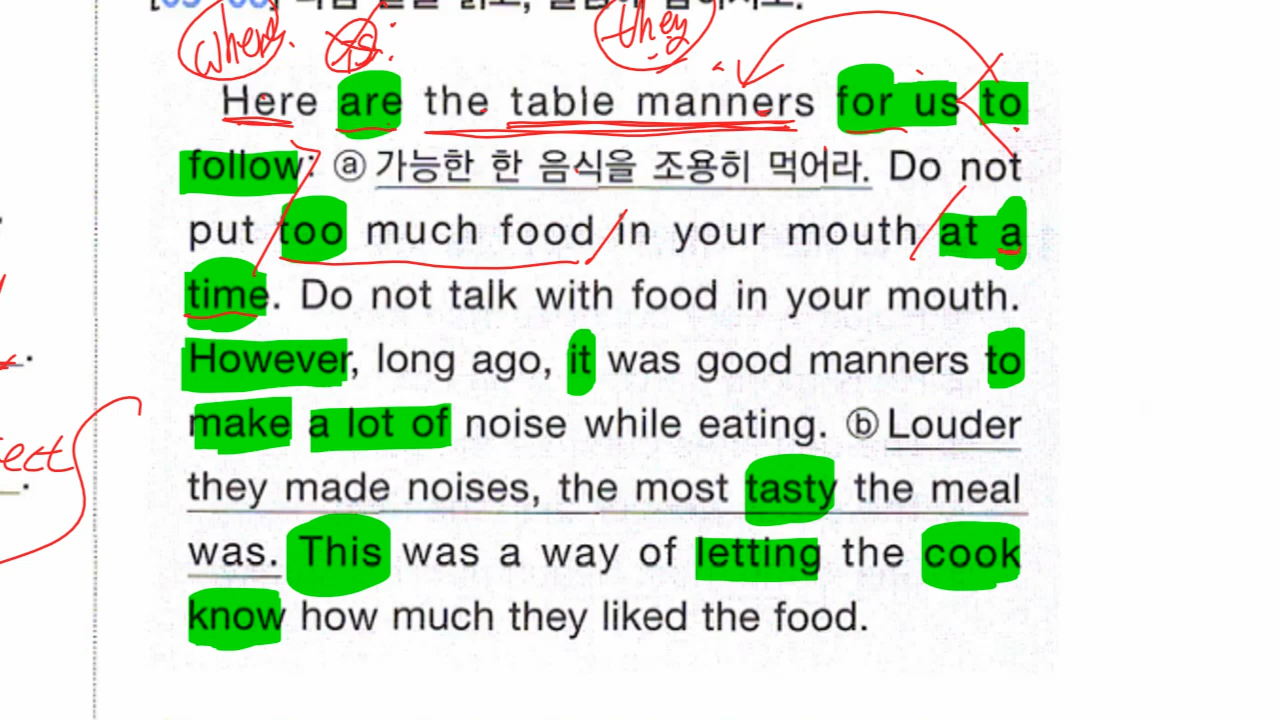 where is they
Here are the table manners for us to
follow: ⓐ 가능한 한 음식을 조용히 먹어라. Do not
put too much food in your mouth at a
time. Do not talk with food in your mouth.
However, long ago, it was good manners to
make a lot of noise while eating. ⓑ Louder
they made noises, the most tasty the meal
was. This was a way of letting the cook
know how much they liked the food.